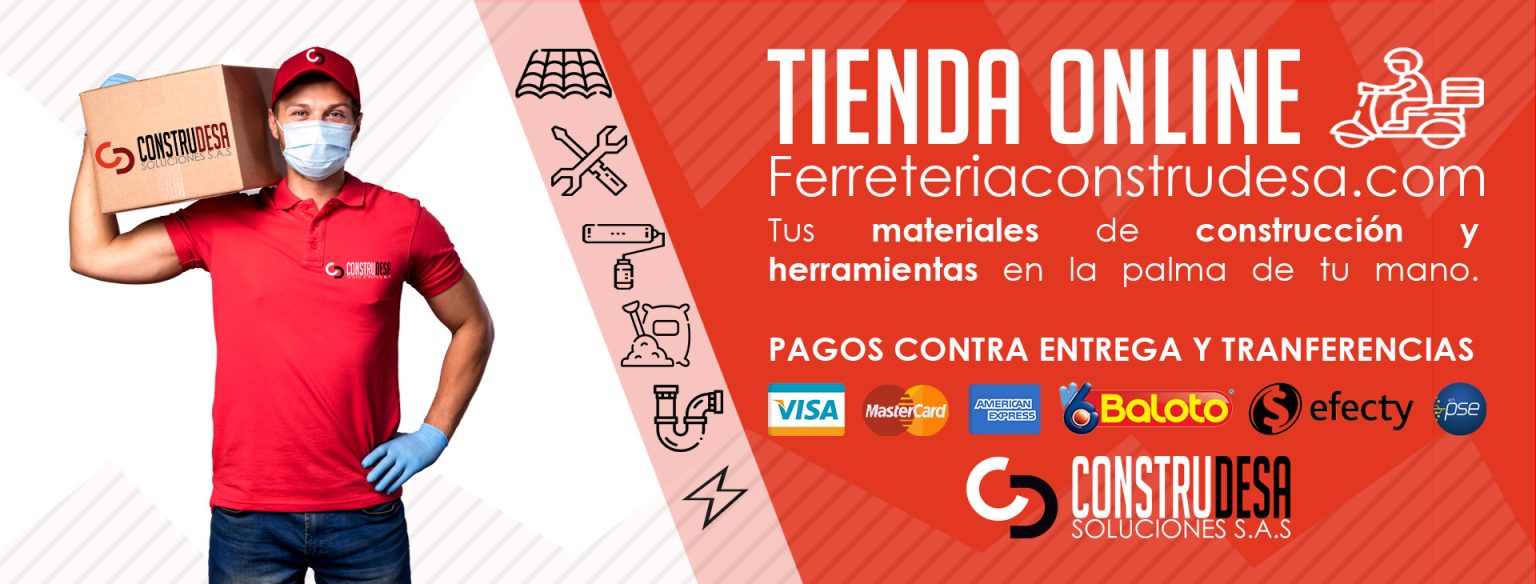 CONSTRUDESA
SOLUCIONES S.A.S
CONSTRUDESA
TIENDA ONLINE
Ferreteriaconstrudesa.com
Tus materiales de construcción y
herramientas en la palma de tu mano.
PAGOS CONTRA ENTREGA Y TRANFERENCIAS
VISA
MasterCard
AMERICAN
EXPRESS
Baloto
efecty
pse
CONSTRUDESA
SOLUCIONES S.A.S